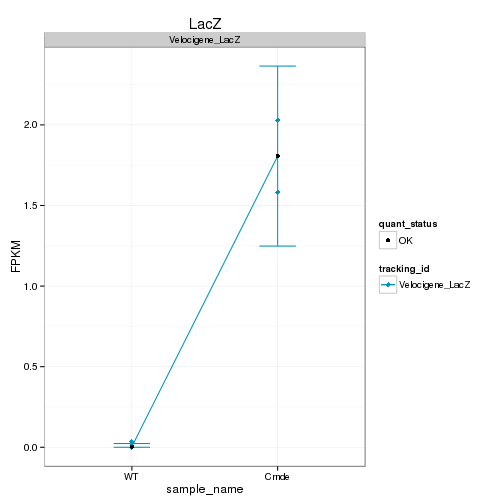 LacZ
Velocigene_LacZ
2.0
1.5
1.0
0.5
0.0
FPKM
WT
Crnde
sample_name
quant_status
OK
tracking_id
Velocigene_LacZ